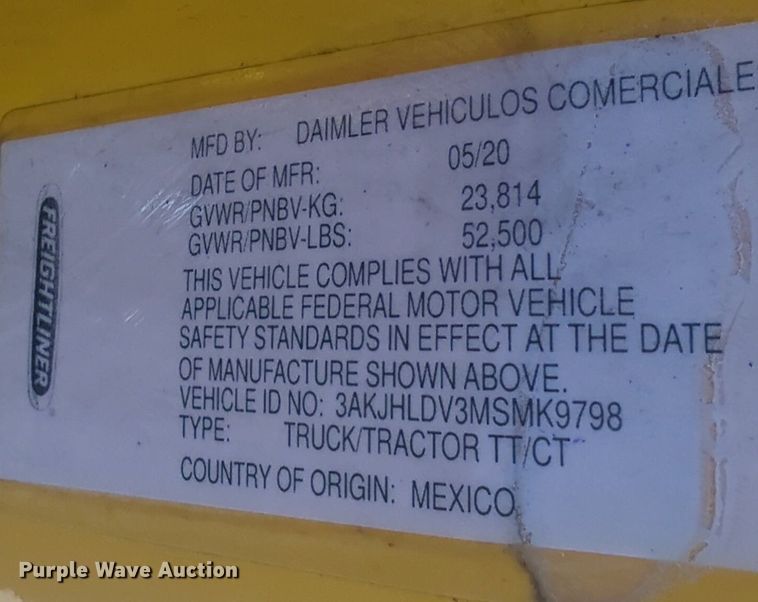 MFD BY: DAIMLER VEHICULOS COMERCIALE
DATE OF MFR: 05/20
GVWR/PNBV-KG: 23,814
GVWR/PNBV-LBS: 52,500
THIS VEHICLE COMPLIES WITH ALL
APPLICABLE FEDERAL MOTOR VEHICLE
SAFETY STANDARDS IN EFFECT AT THE DATE
OF MANUFACTURE SHOWN ABOVE.
VEHICLE ID NO: 3AKJHLDV3MSMK9798
TYPE: TRUCK/TRACTOR TT/CT
COUNTRY OF ORIGIN: MEXICO
FREIGHTLINER
Purple Wave Auction